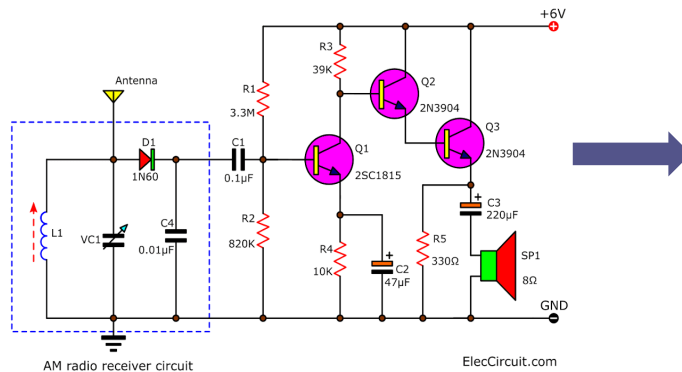 +6V
R3
39K
Antenna
Q2
R1
3.3M
2N3904
Q3
D1
1N60
C1
0.1µF
Q1
2N3904
2SC1815
C3
220µF
L1
VC1
C4
0.01µF
R2
820K
R4
10K
+
C2
47µF
R5
330Ω
+
SP1
8Ω
GND
AM radio receiver circuit
ElecCircuit.com